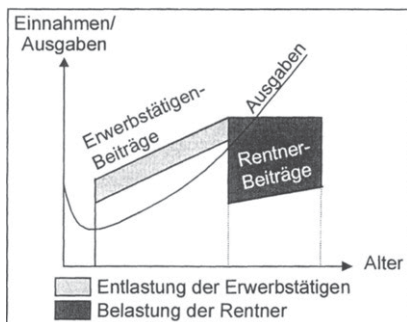 Einnahmen/
Ausgaben
Erwerbstätigen-
Beiträge
Ausgaben
Rentner-
Beiträge
Alter
Entlastung der Erwerbstätigen
Belastung der Rentner